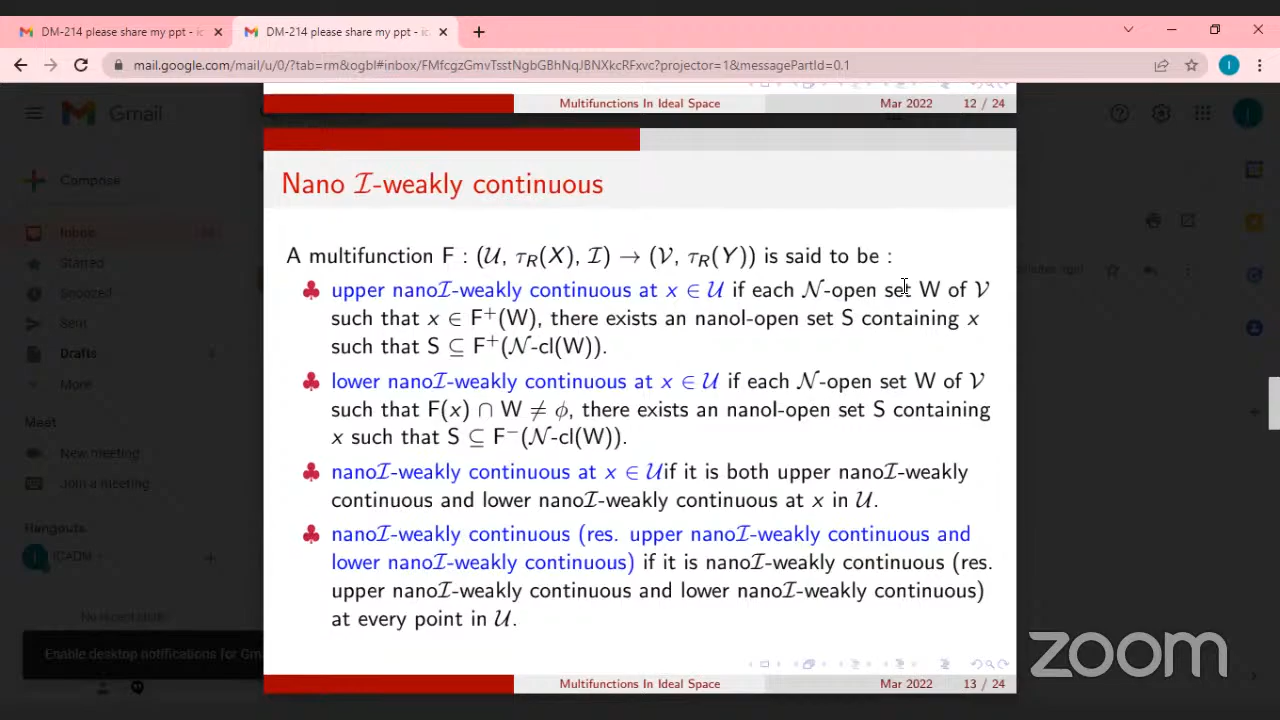 DM-214 please share my ppt - ic
DM-214 please share my ppt - ic
mail.google.com/mail/u/0/?tab=rm&ogbl#inbox/FMfcgzGmvTsstNgbGBhNqJBNXkcRFxvc?projector=1&messagePartId=0.1
Multifunctions In Ideal Space Mar 2022 12 / 24
Gmail
Compose
Inbox
Starred
Snoozed
Sent
Drafts
More
Meet
New meeting
Join a meeting
Hangouts
ICADM
Enable desktop notifications for Gm
Nano ℐ-weakly continuous
A multifunction F : (𝒰, τ_R(X), ℐ) → (𝒱, τ_R(Y)) is said to be :
♣ upper nanoℐ-weakly continuous at x ∈ 𝒰 if each 𝒩-open set W of 𝒱
such that x ∈ F⁺(W), there exists an nanoI-open set S containing x
such that S ⊆ F⁺(𝒩-cl(W)).
♣ lower nanoℐ-weakly continuous at x ∈ 𝒰 if each 𝒩-open set W of 𝒱
such that F(x) ∩ W ≠ ϕ, there exists an nanoI-open set S containing
x such that S ⊆ F⁻(𝒩-cl(W)).
♣ nanoℐ-weakly continuous at x ∈ 𝒰if it is both upper nanoℐ-weakly
continuous and lower nanoℐ-weakly continuous at x in 𝒰.
♣ nanoℐ-weakly continuous (res. upper nanoℐ-weakly continuous and
lower nanoℐ-weakly continuous) if it is nanoℐ-weakly continuous (res.
upper nanoℐ-weakly continuous and lower nanoℐ-weakly continuous)
at every point in 𝒰.
Multifunctions In Ideal Space Mar 2022 13 / 24
zoom